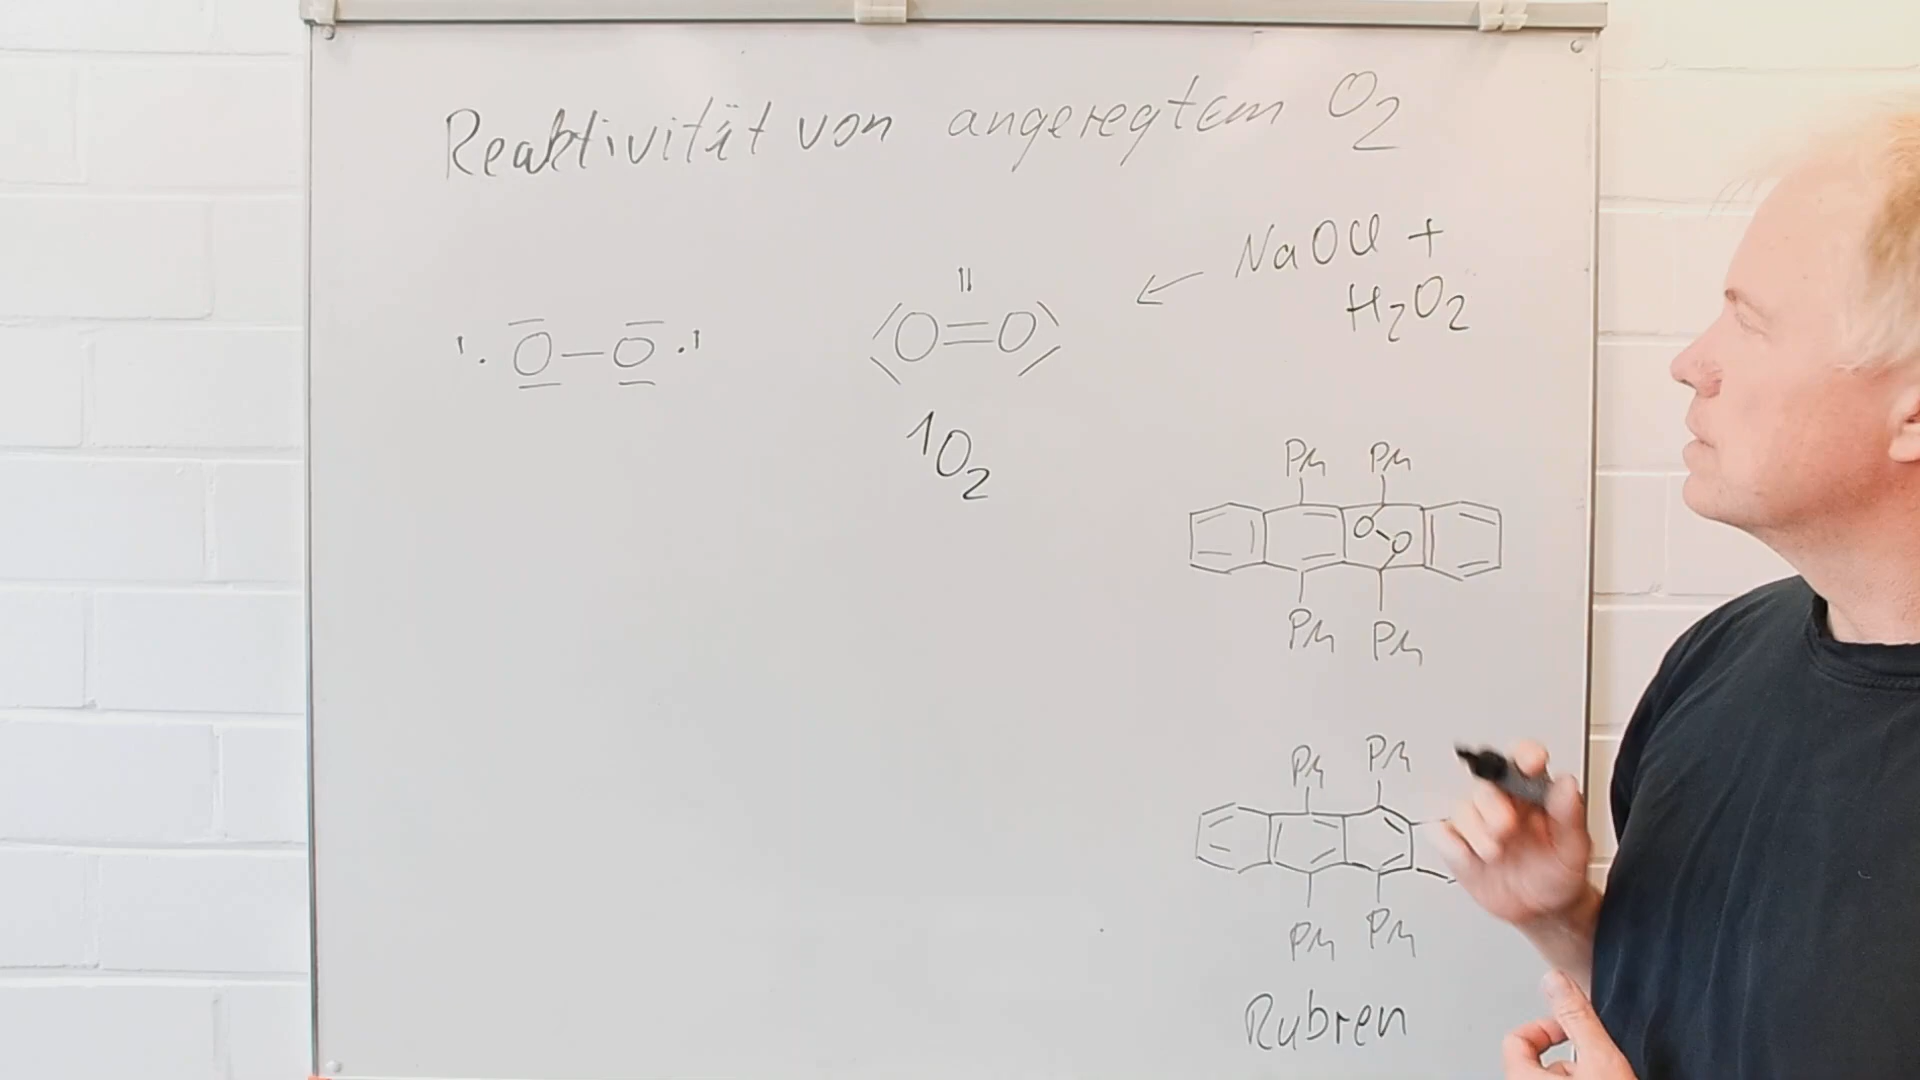 Reaktivität von angeregtem O2
NaOCl +
H2O2
O=O
O–O
1O2
Ph Ph
O
O
Ph Ph
Ph Ph
Ph Ph
Rubren